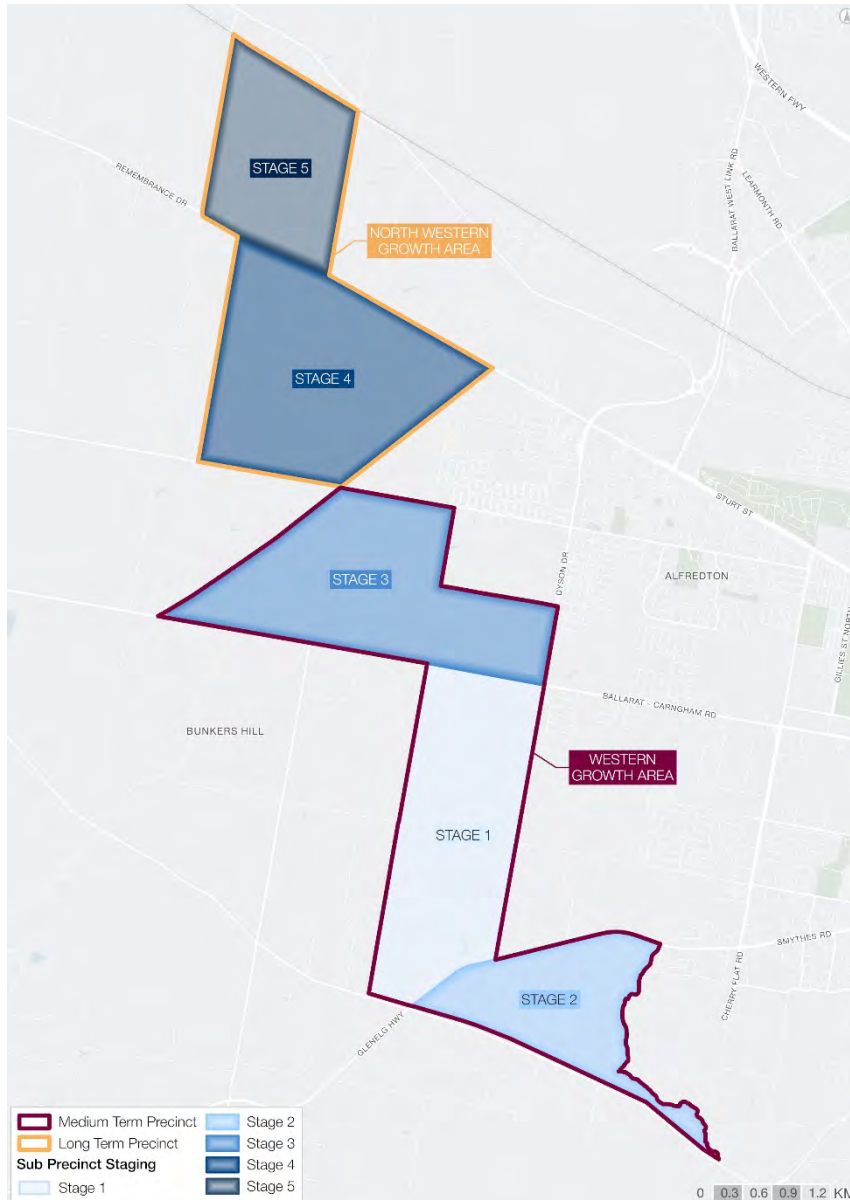 WESTERN FWY
BALLARAT WEST LINK RD
LEARMONTH RD
STAGE 5
REMEMBRANCE DR
NORTH WESTERN
GROWTH AREA
STAGE 4
STURT ST
DYSON DR
STAGE 3
ALFREDTON
GILLIES ST NORTH
BALLARAT - CARNGHAM RD
BUNKERS HILL
WESTERN
GROWTH AREA
STAGE 1
SMYTHES RD
CHERRY FLAT RD
STAGE 2
GLENELG HWY
Medium Term Precinct
Long Term Precinct
Sub Precinct Staging
Stage 1
Stage 2
Stage 3
Stage 4
Stage 5
0 0.3 0.6 0.9 1.2 KM